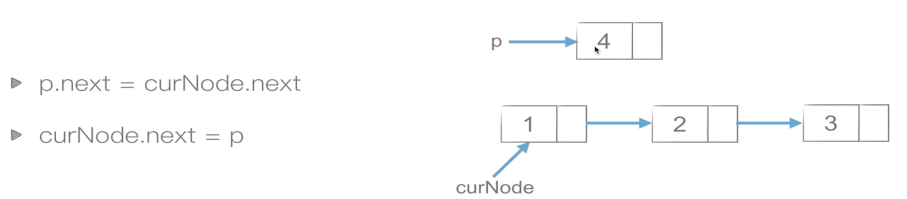 p.next = curNode.next
curNode.next = p
p
4
1
2
3
curNode